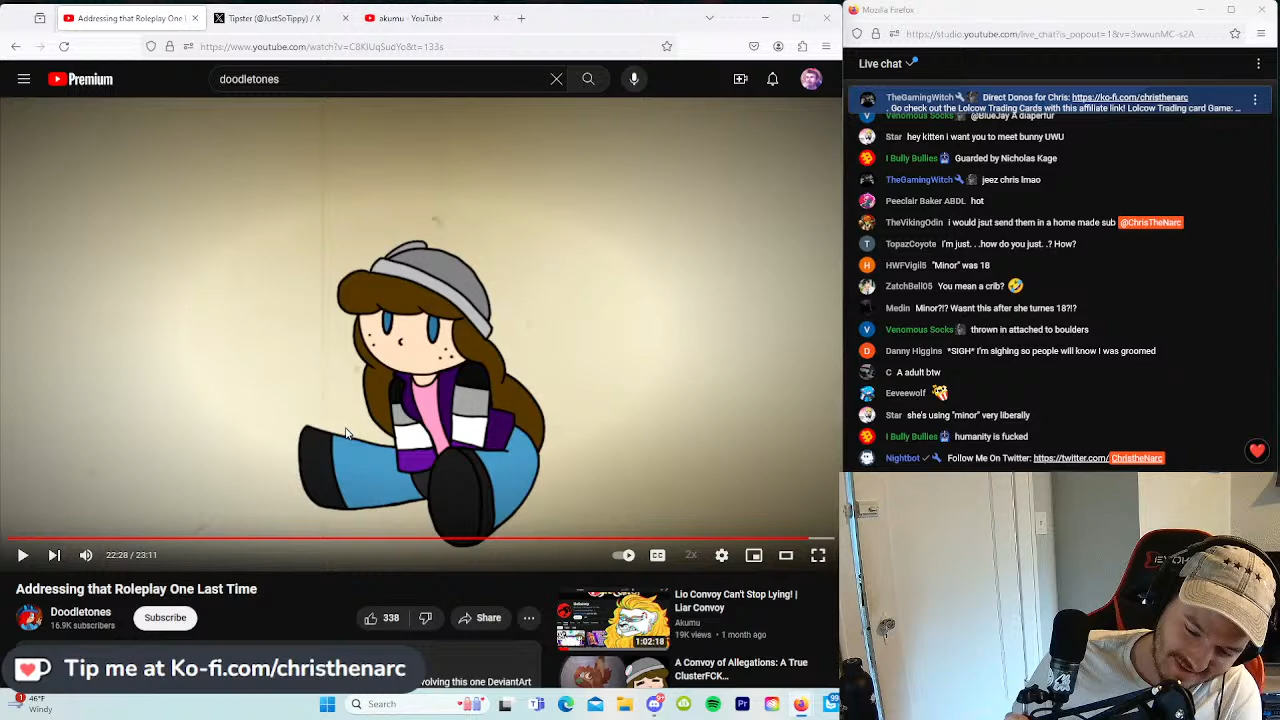 Addressing that Roleplay One L
Tipster (@JustSoTippy) / X
akumu - YouTube
https://www.youtube.com/watch?v=C8KlUqSudYo&t=133s
Premium
doodletones
22:28 / 23:11
CC
2x
Addressing that Roleplay One Last Time
Doodletones
16.9K subscribers
Subscribe
338
Share
Lio Convoy Can't Stop Lying! |
Liar Convoy
Akumu
19K views • 1 month ago
1:02:18
A Convoy of Allegations: A True
ClusterFCK...
volving this one DeviantArt
Tip me at Ko-fi.com/christhenarc
46°F
Windy
Search
Mozilla Firefox
https://studio.youtube.com/live_chat?is_popout=1&v=3wwunMC-s2A
Live chat
TheGamingWitch Direct Donos for Chris: https://ko-fi.com/christhenarc
. Go check out the Lolcow Trading Cards with this affiliate link! Lolcow Trading card Game: ...
Venomous Socks @BlueJay A diaperfur
Star hey kitten i want you to meet bunny UWU
I Bully Bullies Guarded by Nicholas Kage
TheGamingWitch jeez chris lmao
Peeclair Baker ABDL hot
TheVikingOdin i would jsut send them in a home made sub @ChrisTheNarc
TopazCoyote I'm just. . .how do you just. .? How?
HWFVigil5 "Minor" was 18
ZatchBell05 You mean a crib?
Medin Minor?!? Wasnt this after she turnes 18?!?
Venomous Socks thrown in attached to boulders
Danny Higgins *SIGH* I'm sighing so people will know I was groomed
C A adult btw
Eeveewolf
Star she's using "minor" very liberally
I Bully Bullies humanity is fucked
Nightbot Follow Me On Twitter: https://twitter.com/ChristheNarc